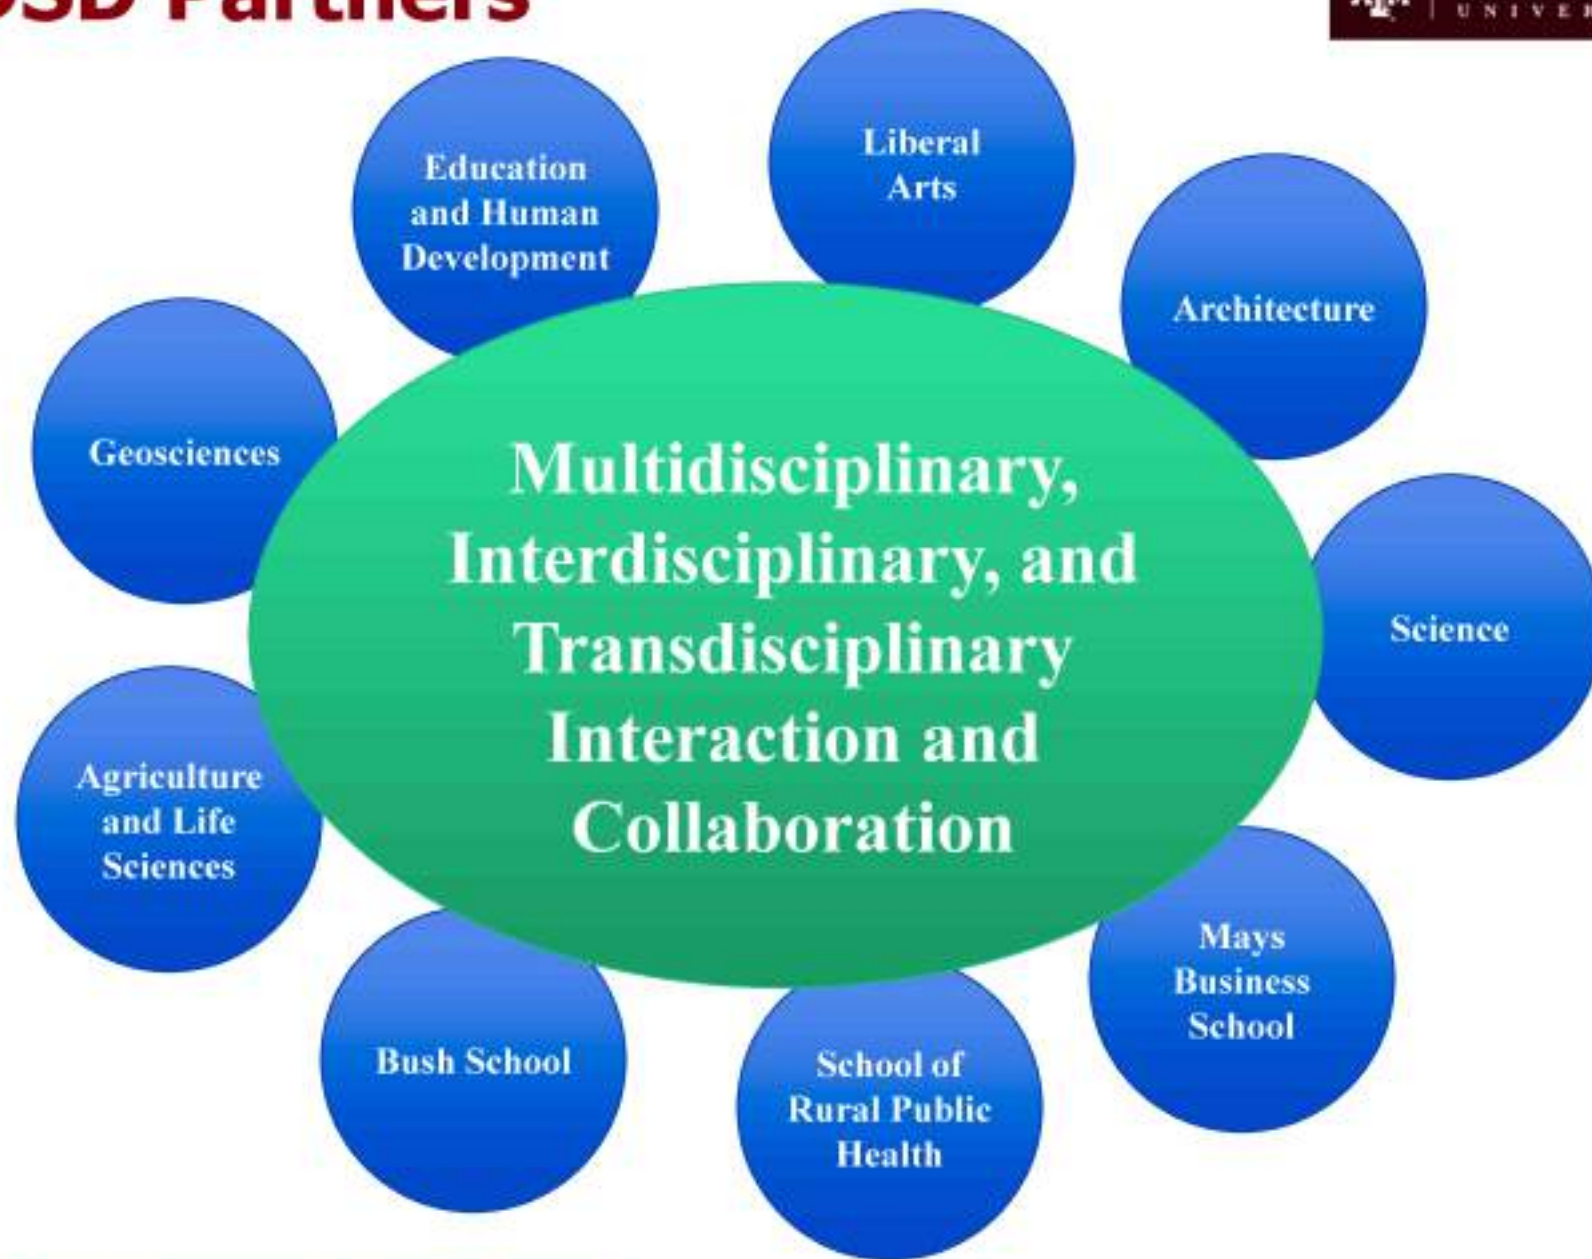 Partners
Education
and Human
Development
Liberal
Arts
Architecture
Geosciences
Multidisciplinary,
Interdisciplinary, and
Transdisciplinary
Interaction and
Collaboration
Science
Agriculture
and Life
Sciences
Mays
Business
School
Bush School
School of
Rural Public
Health